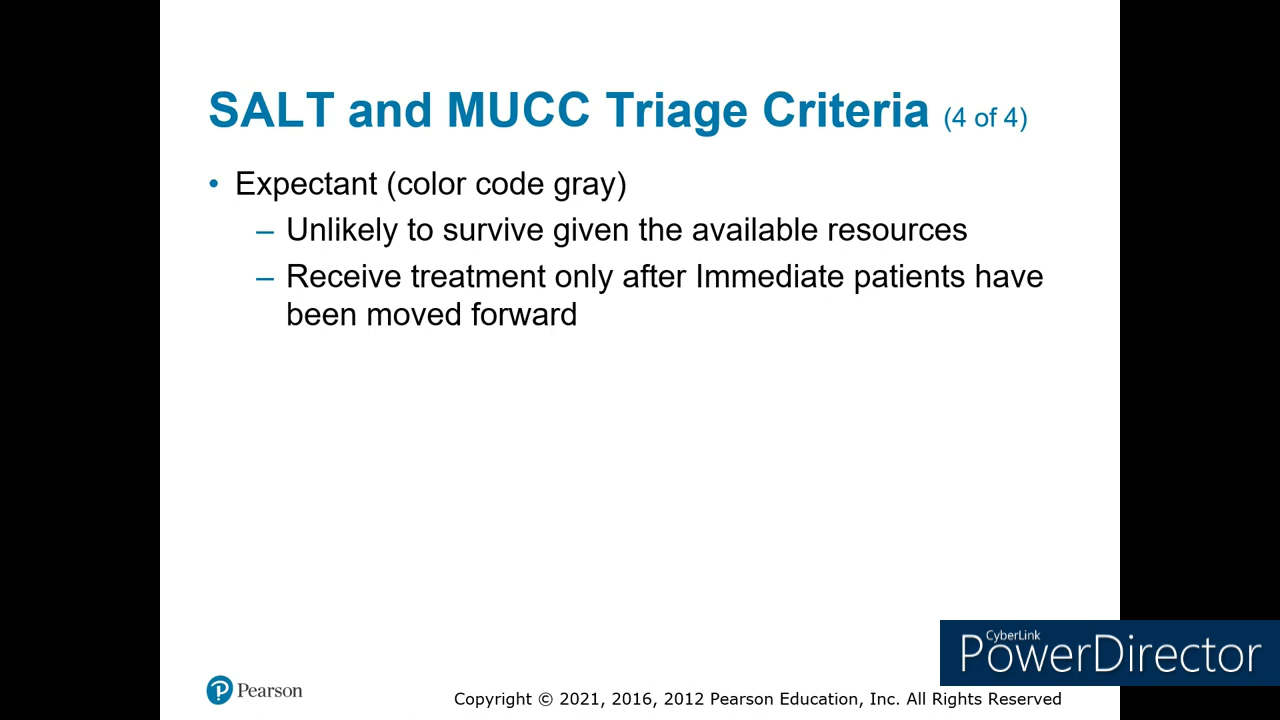 SALT and MUCC Triage Criteria (4 of 4)
• Expectant (color code gray)
– Unlikely to survive given the available resources
– Receive treatment only after Immediate patients have
been moved forward
CyberLink
PowerDirector
Pearson
Copyright © 2021, 2016, 2012 Pearson Education, Inc. All Rights Reserved